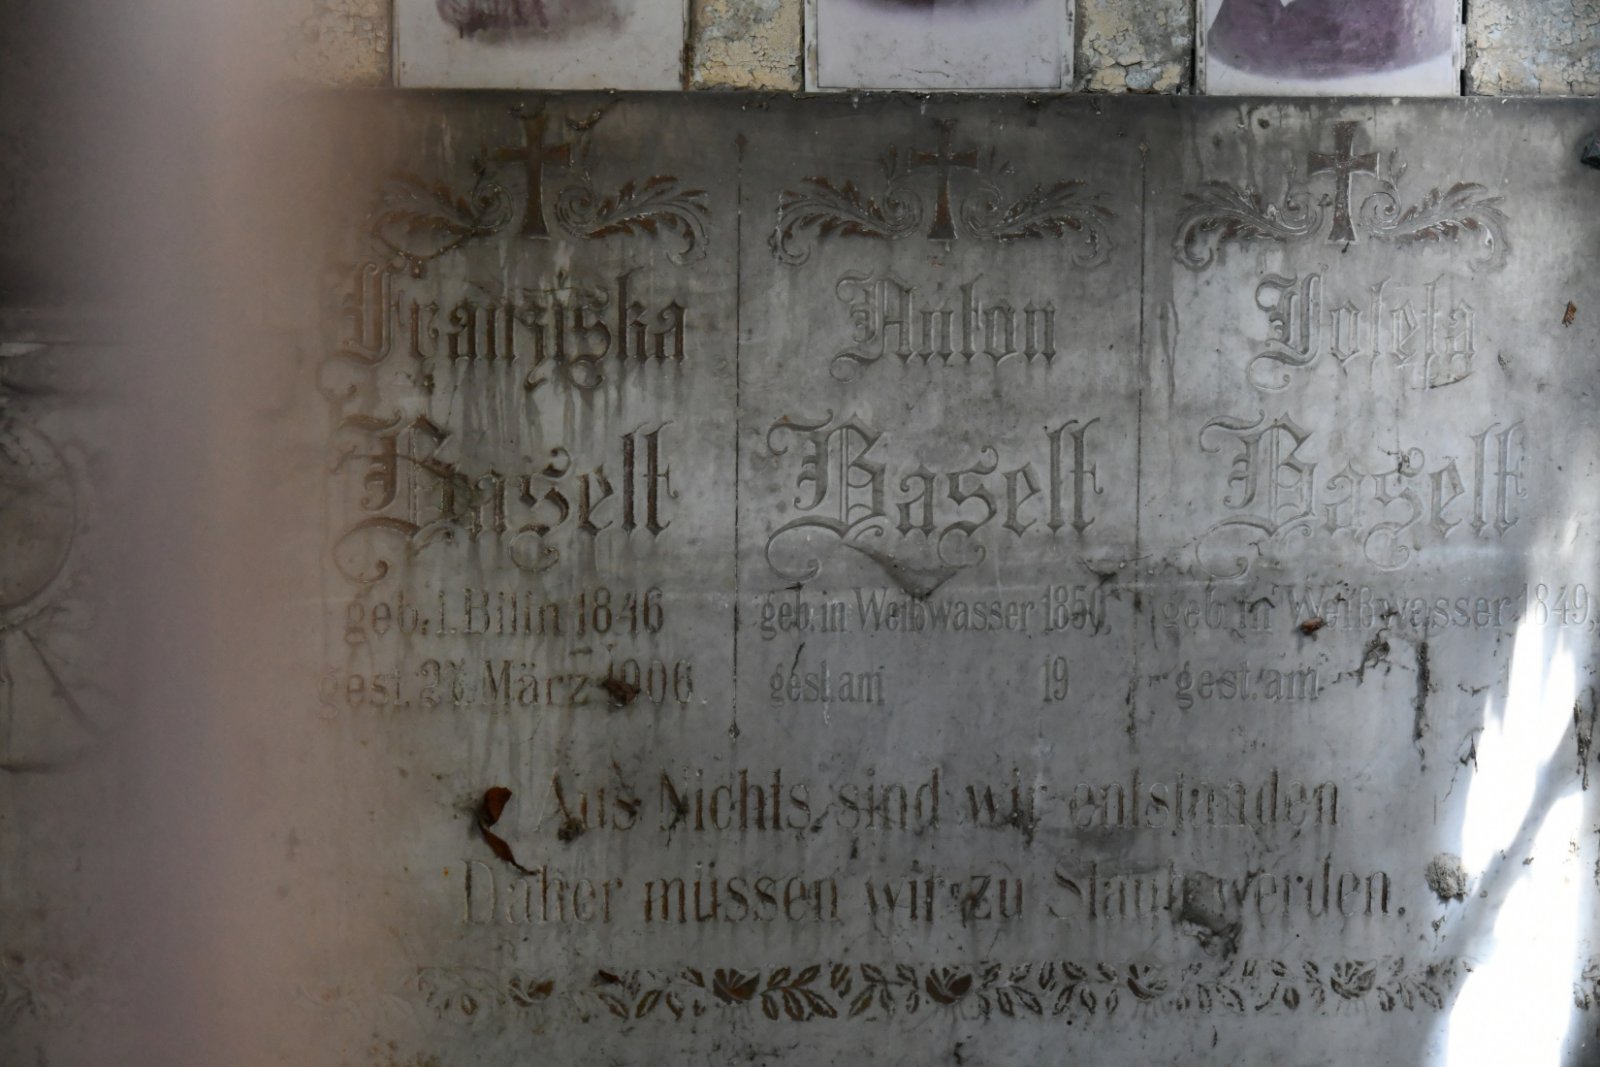 Franziska
Baselt
geb. i. Bilin 1846
gest. 27. März 1906
Anton
Baselt
geb. in Weißwasser 1850,
gest. am 19
Josefa
Baselt
geb. in Weißwasser 1849,
gest. am
Aus Nichts sind wir entstanden
Daher müssen wir zu Staub werden.